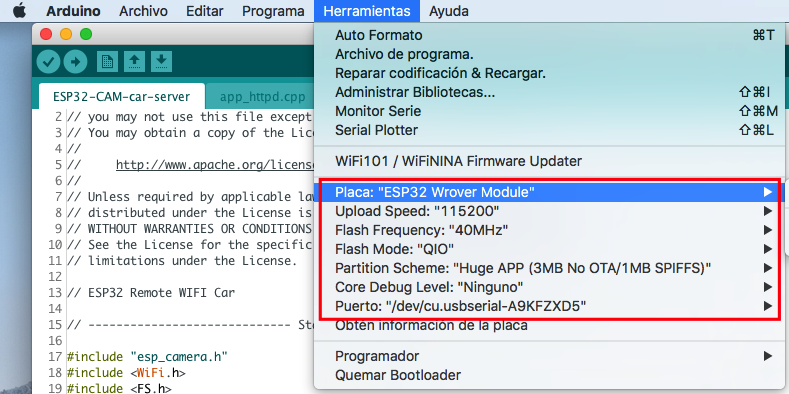 Arduino Archivo Editar Programa Herramientas Ayuda
ESP32-CAM-car-server app_httpd.cpp
2 // you may not use this file except
3 // You may obtain a copy of the Lic
4 //
5 // http://www.apache.org/license
6 //
7 // Unless required by applicable la
8 // distributed under the License is
9 // WITHOUT WARRANTIES OR CONDITIONS
10 // See the License for the specific
11 // limitations under the License.
12
13 // ESP32 Remote WIFI Car
14
15 // ----------------------------- St
16
17 #include "esp_camera.h"
18 #include <WiFi.h>
19 #include <FS.h>
Auto Formato ⌘T
Archivo de programa.
Reparar codificación & Recargar.
Administrar Bibliotecas... ⇧⌘I
Monitor Serie ⇧⌘M
Serial Plotter ⇧⌘L
WiFi101 / WiFiNINA Firmware Updater
Placa: "ESP32 Wrover Module"
Upload Speed: "115200"
Flash Frequency: "40MHz"
Flash Mode: "QIO"
Partition Scheme: "Huge APP (3MB No OTA/1MB SPIFFS)"
Core Debug Level: "Ninguno"
Puerto: "/dev/cu.usbserial-A9KFZXD5"
Obtén información de la placa
Programador
Quemar Bootloader